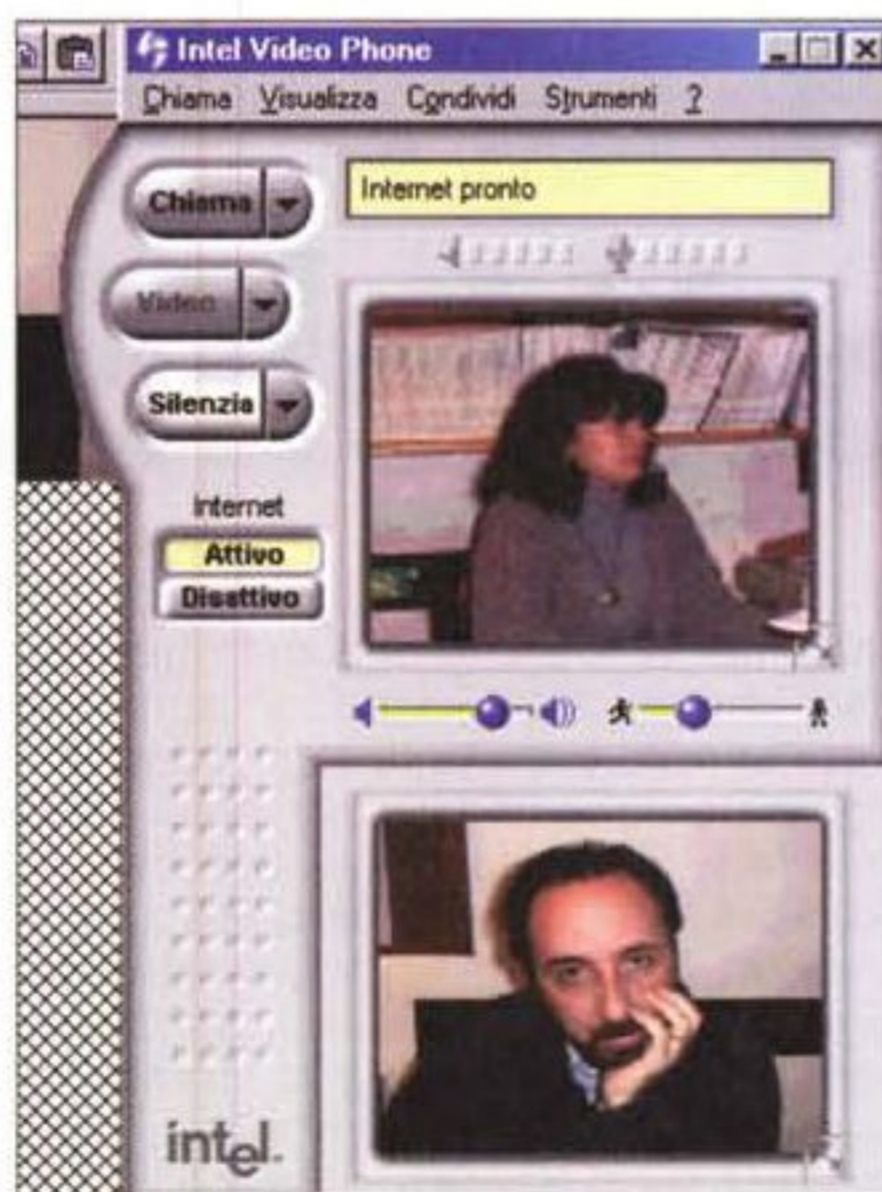 Intel Video Phone
Chiama Visualizza Condividi Strumenti ?
Chiama
Internet pronto
Video
Silenzia
Internet
Attivo
Disattivo
intel.